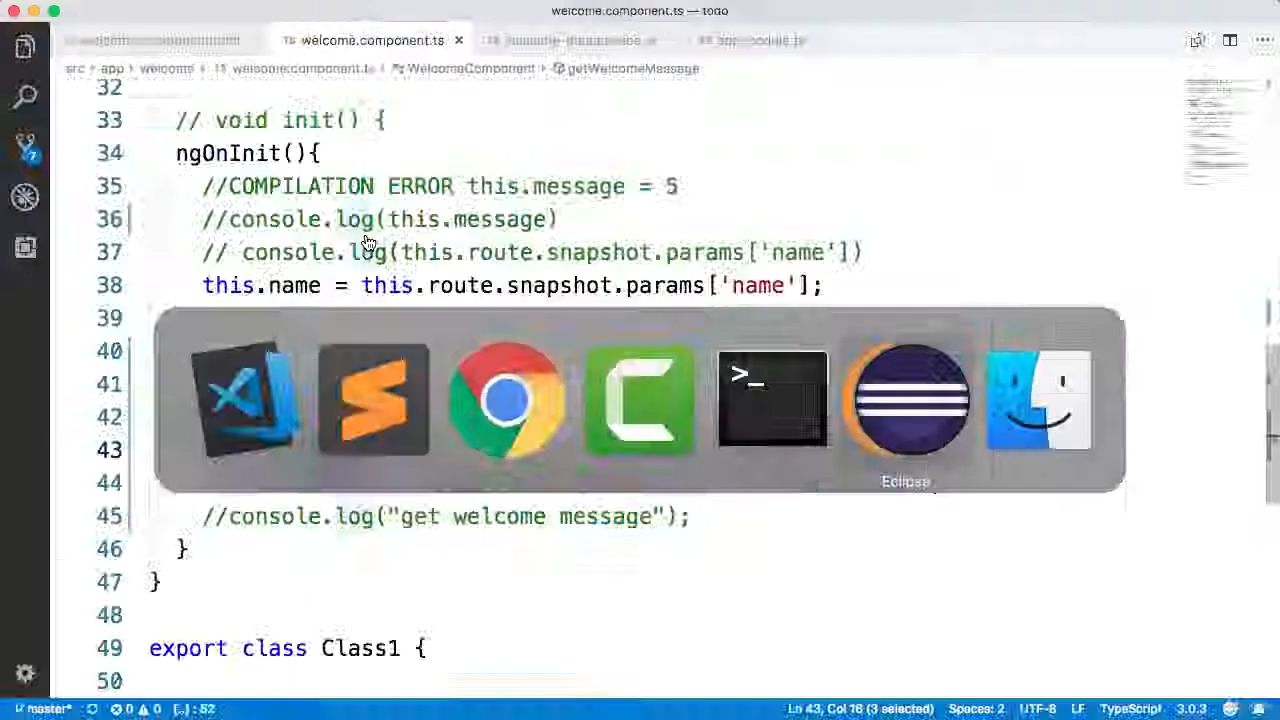 welcome.component.ts — todo
welcome.component.ts ×
src › app › welcome › welcome.component.ts › WelcomeComponent › getWelcomeMessage
32
33 // void init() {
34 ngOnInit(){
35 //COMPILATION ERROR this.message = 5
36 //console.log(this.message)
37 // console.log(this.route.snapshot.params['name'])
38 this.name = this.route.snapshot.params['name'];
39
40
41
42
43
44
Eclipse
45 //console.log("get welcome message");
46 }
47 }
48
49 export class Class1 {
50
7
master* 0 0 [..]: 52 Ln 43, Col 18 (3 selected) Spaces: 2 UTF-8 LF TypeScript 3.0.3